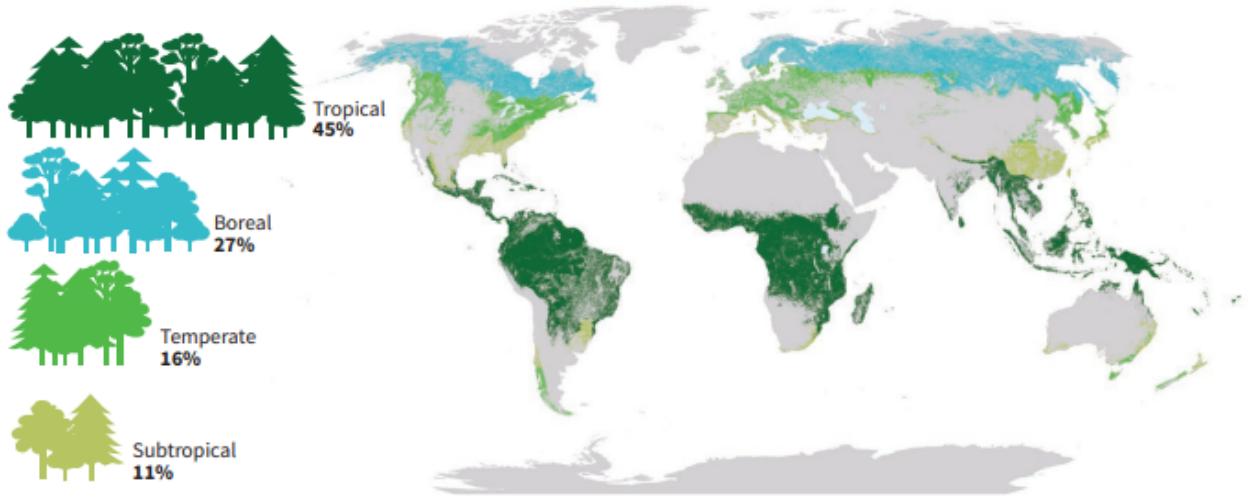 Tropical
45%
Boreal
27%
Temperate
16%
Subtropical
11%